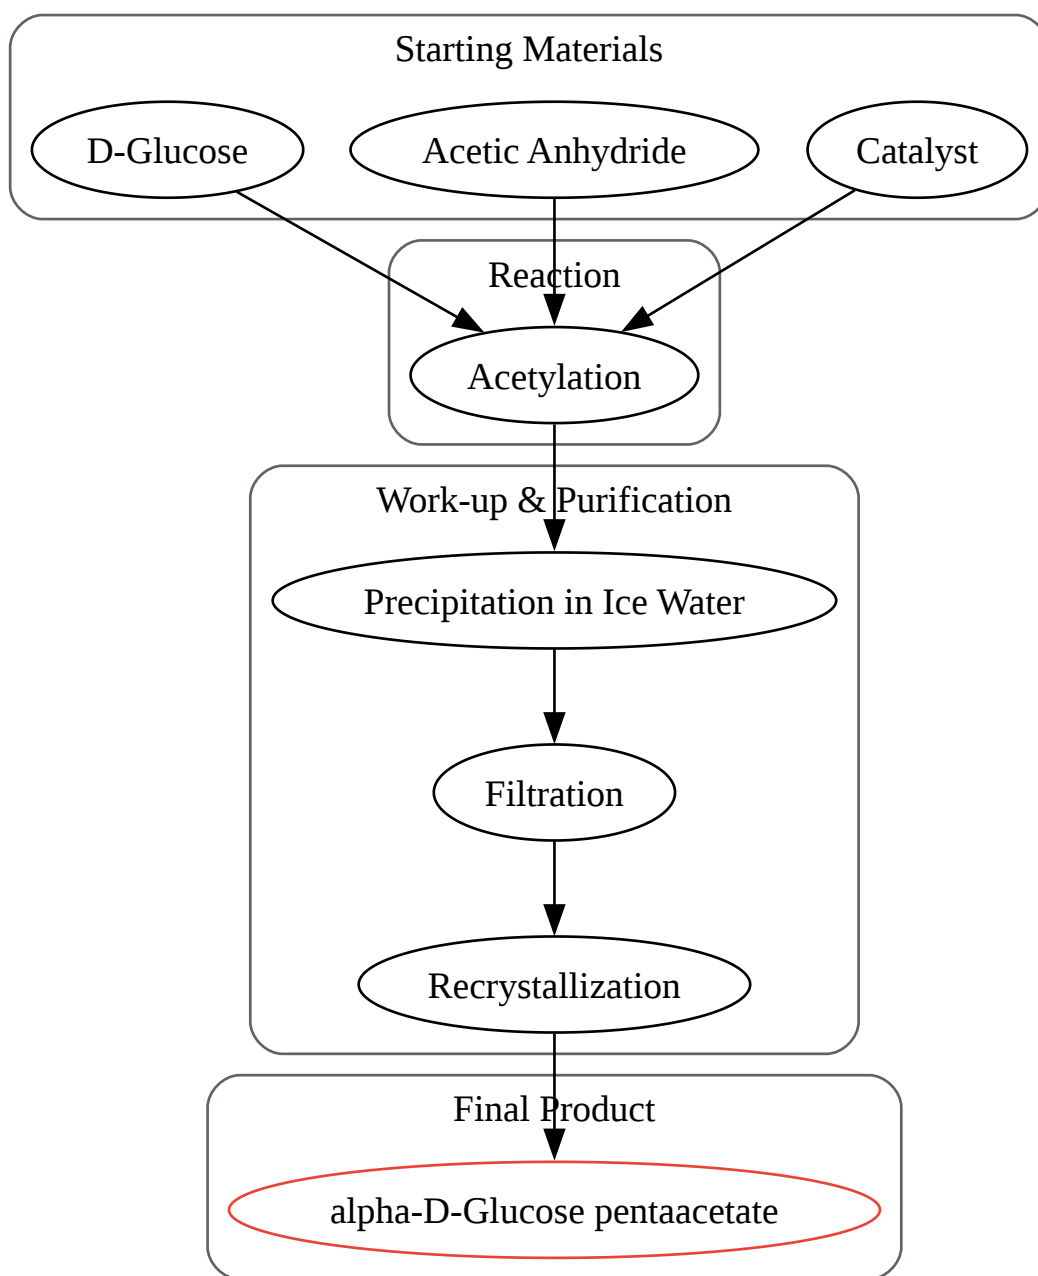 Starting Materials
D-Glucose
Acetic Anhydride
Catalyst
Reaction
Acetylation
Work-up & Purification
Precipitation in Ice Water
Filtration
Recrystallization
Final Product
alpha-D-Glucose pentaacetate